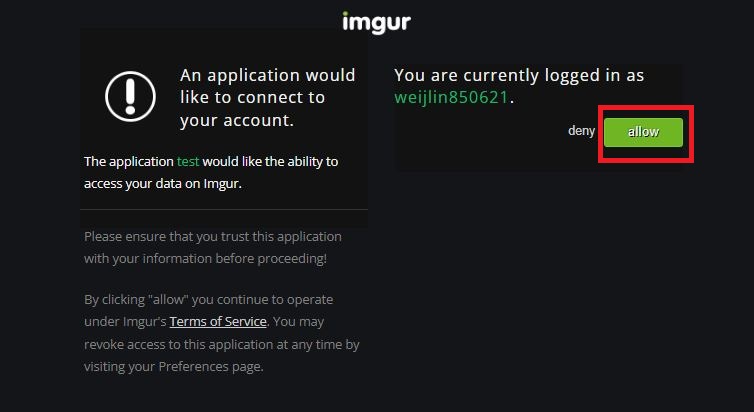 imgur
An application would
like to connect to
your account.
The application test would like the ability to
access your data on Imgur.
Please ensure that you trust this application
with your information before proceeding!
By clicking "allow" you continue to operate
under Imgur's Terms of Service. You may
revoke access to this application at any time by
visiting your Preferences page.
You are currently logged in as
weijlin850621.
deny allow